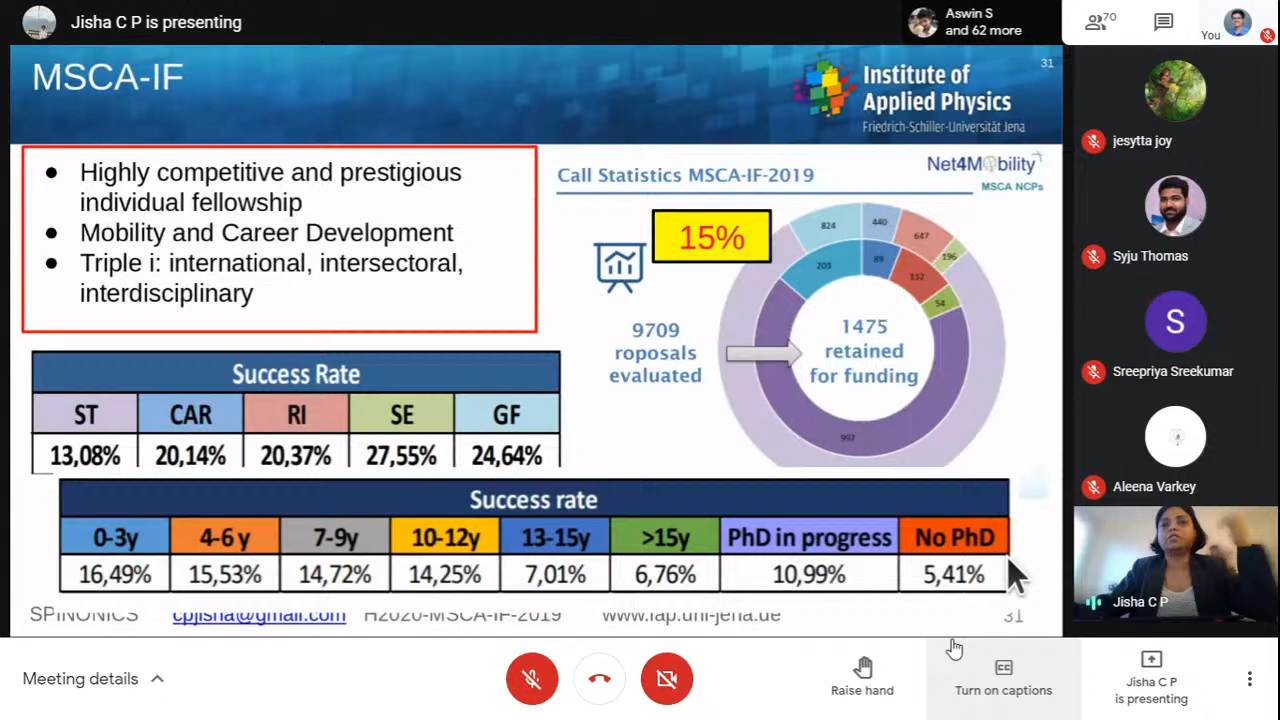 Jisha C P is presenting
Aswin S
and 62 more
70
You
MSCA-IF
31
Institute of
Applied Physics
Friedrich-Schiller-Universität Jena
Highly competitive and prestigious
individual fellowship
Mobility and Career Development
Triple i: international, intersectoral,
interdisciplinary
Call Statistics MSCA-IF-2019
Net4Mobility
MSCA NCPs
15%
824
440
647
196
203
89
132
54
997
9709
roposals
evaluated
1475
retained
for funding
Success Rate
ST CAR RI SE GF
13,08% 20,14% 20,37% 27,55% 24,64%
Success rate
0-3y 4-6 y 7-9y 10-12y 13-15y >15y PhD in progress No PhD
16,49% 15,53% 14,72% 14,25% 7,01% 6,76% 10,99% 5,41%
SPINONICS cpjisha@gmail.com H2020-MSCA-IF-2019 www.iap.uni-jena.de 31
jesytta joy
Syju Thomas
S
Sreepriya Sreekumar
Aleena Varkey
Jisha C P
Meeting details
Raise hand
CC
Turn on captions
Jisha C P
is presenting